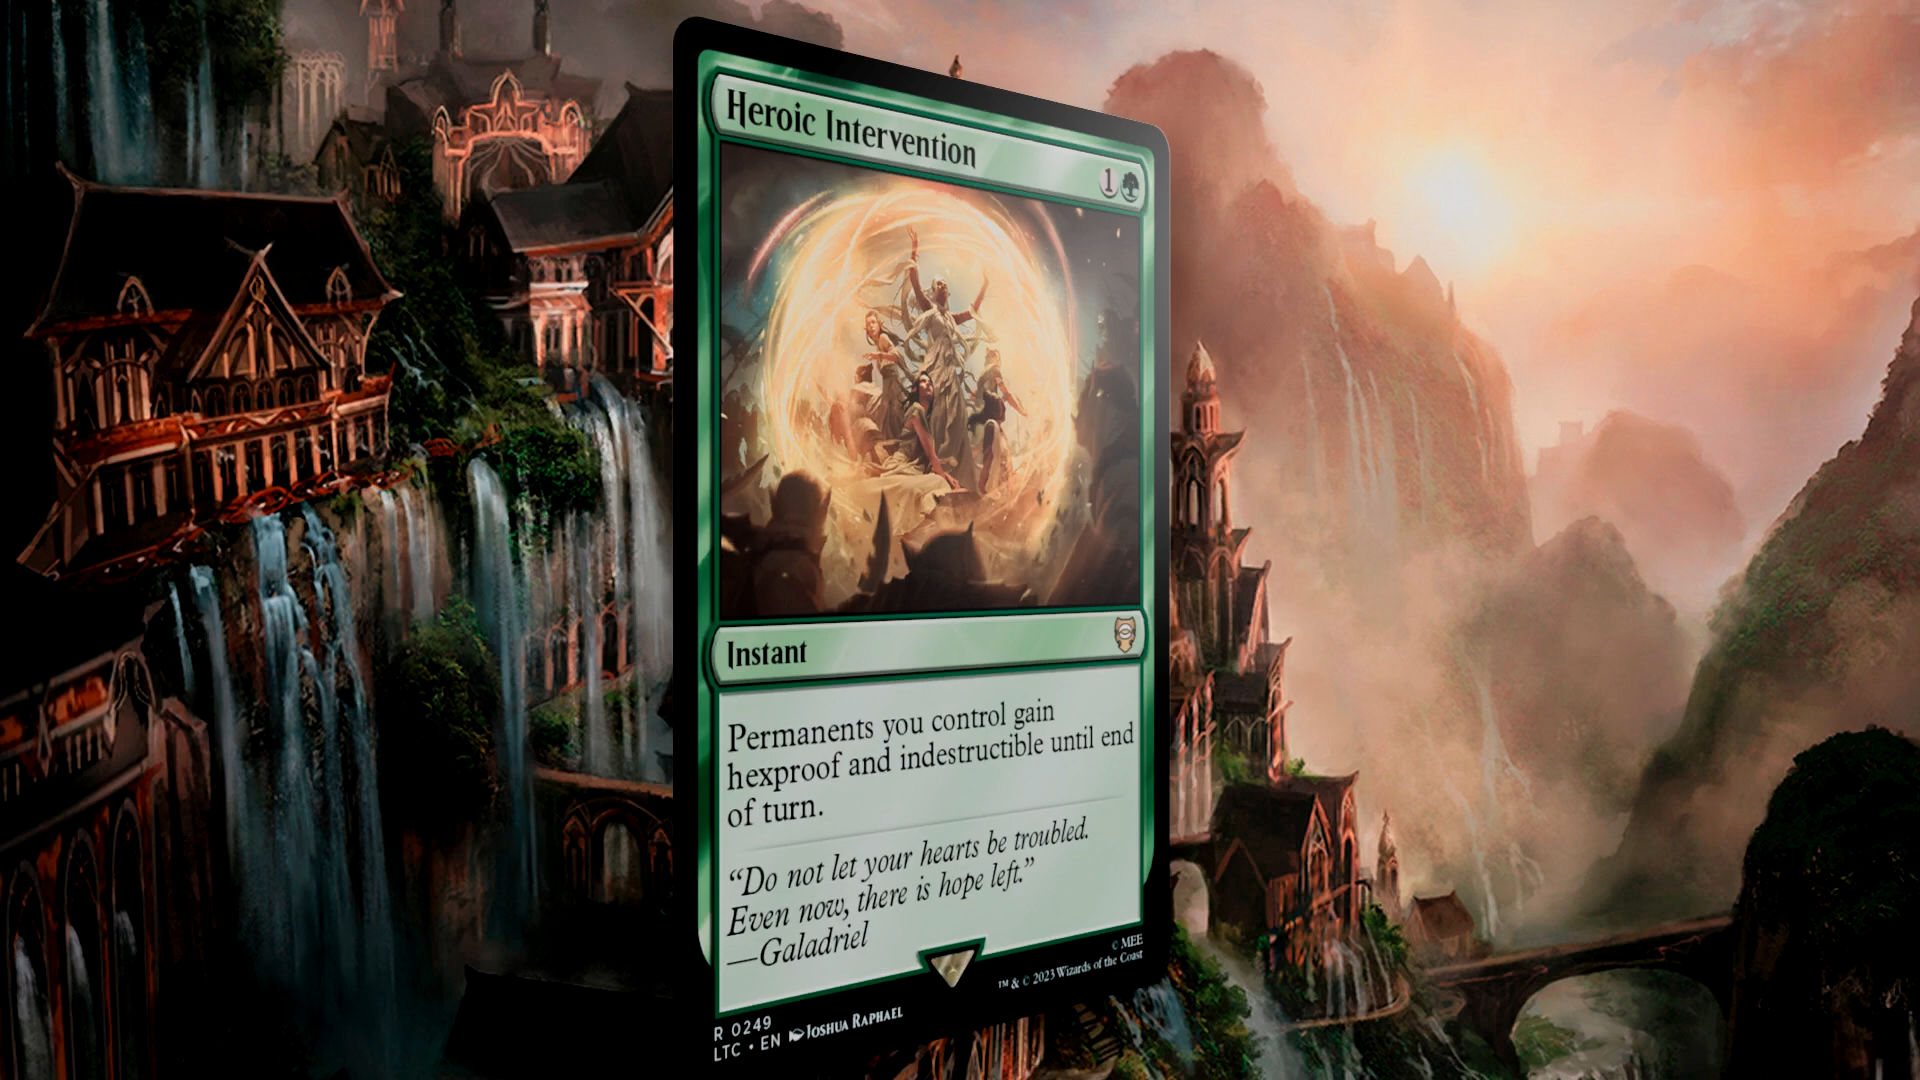 Heroic Intervention
1
Instant
Permanents you control gain
hexproof and indestructible until end
of turn.
“Do not let your hearts be troubled.
Even now, there is hope left.”
—Galadriel
R 0249
LTC • EN Joshua Raphael
© MEE
™ & © 2023 Wizards of the Coast